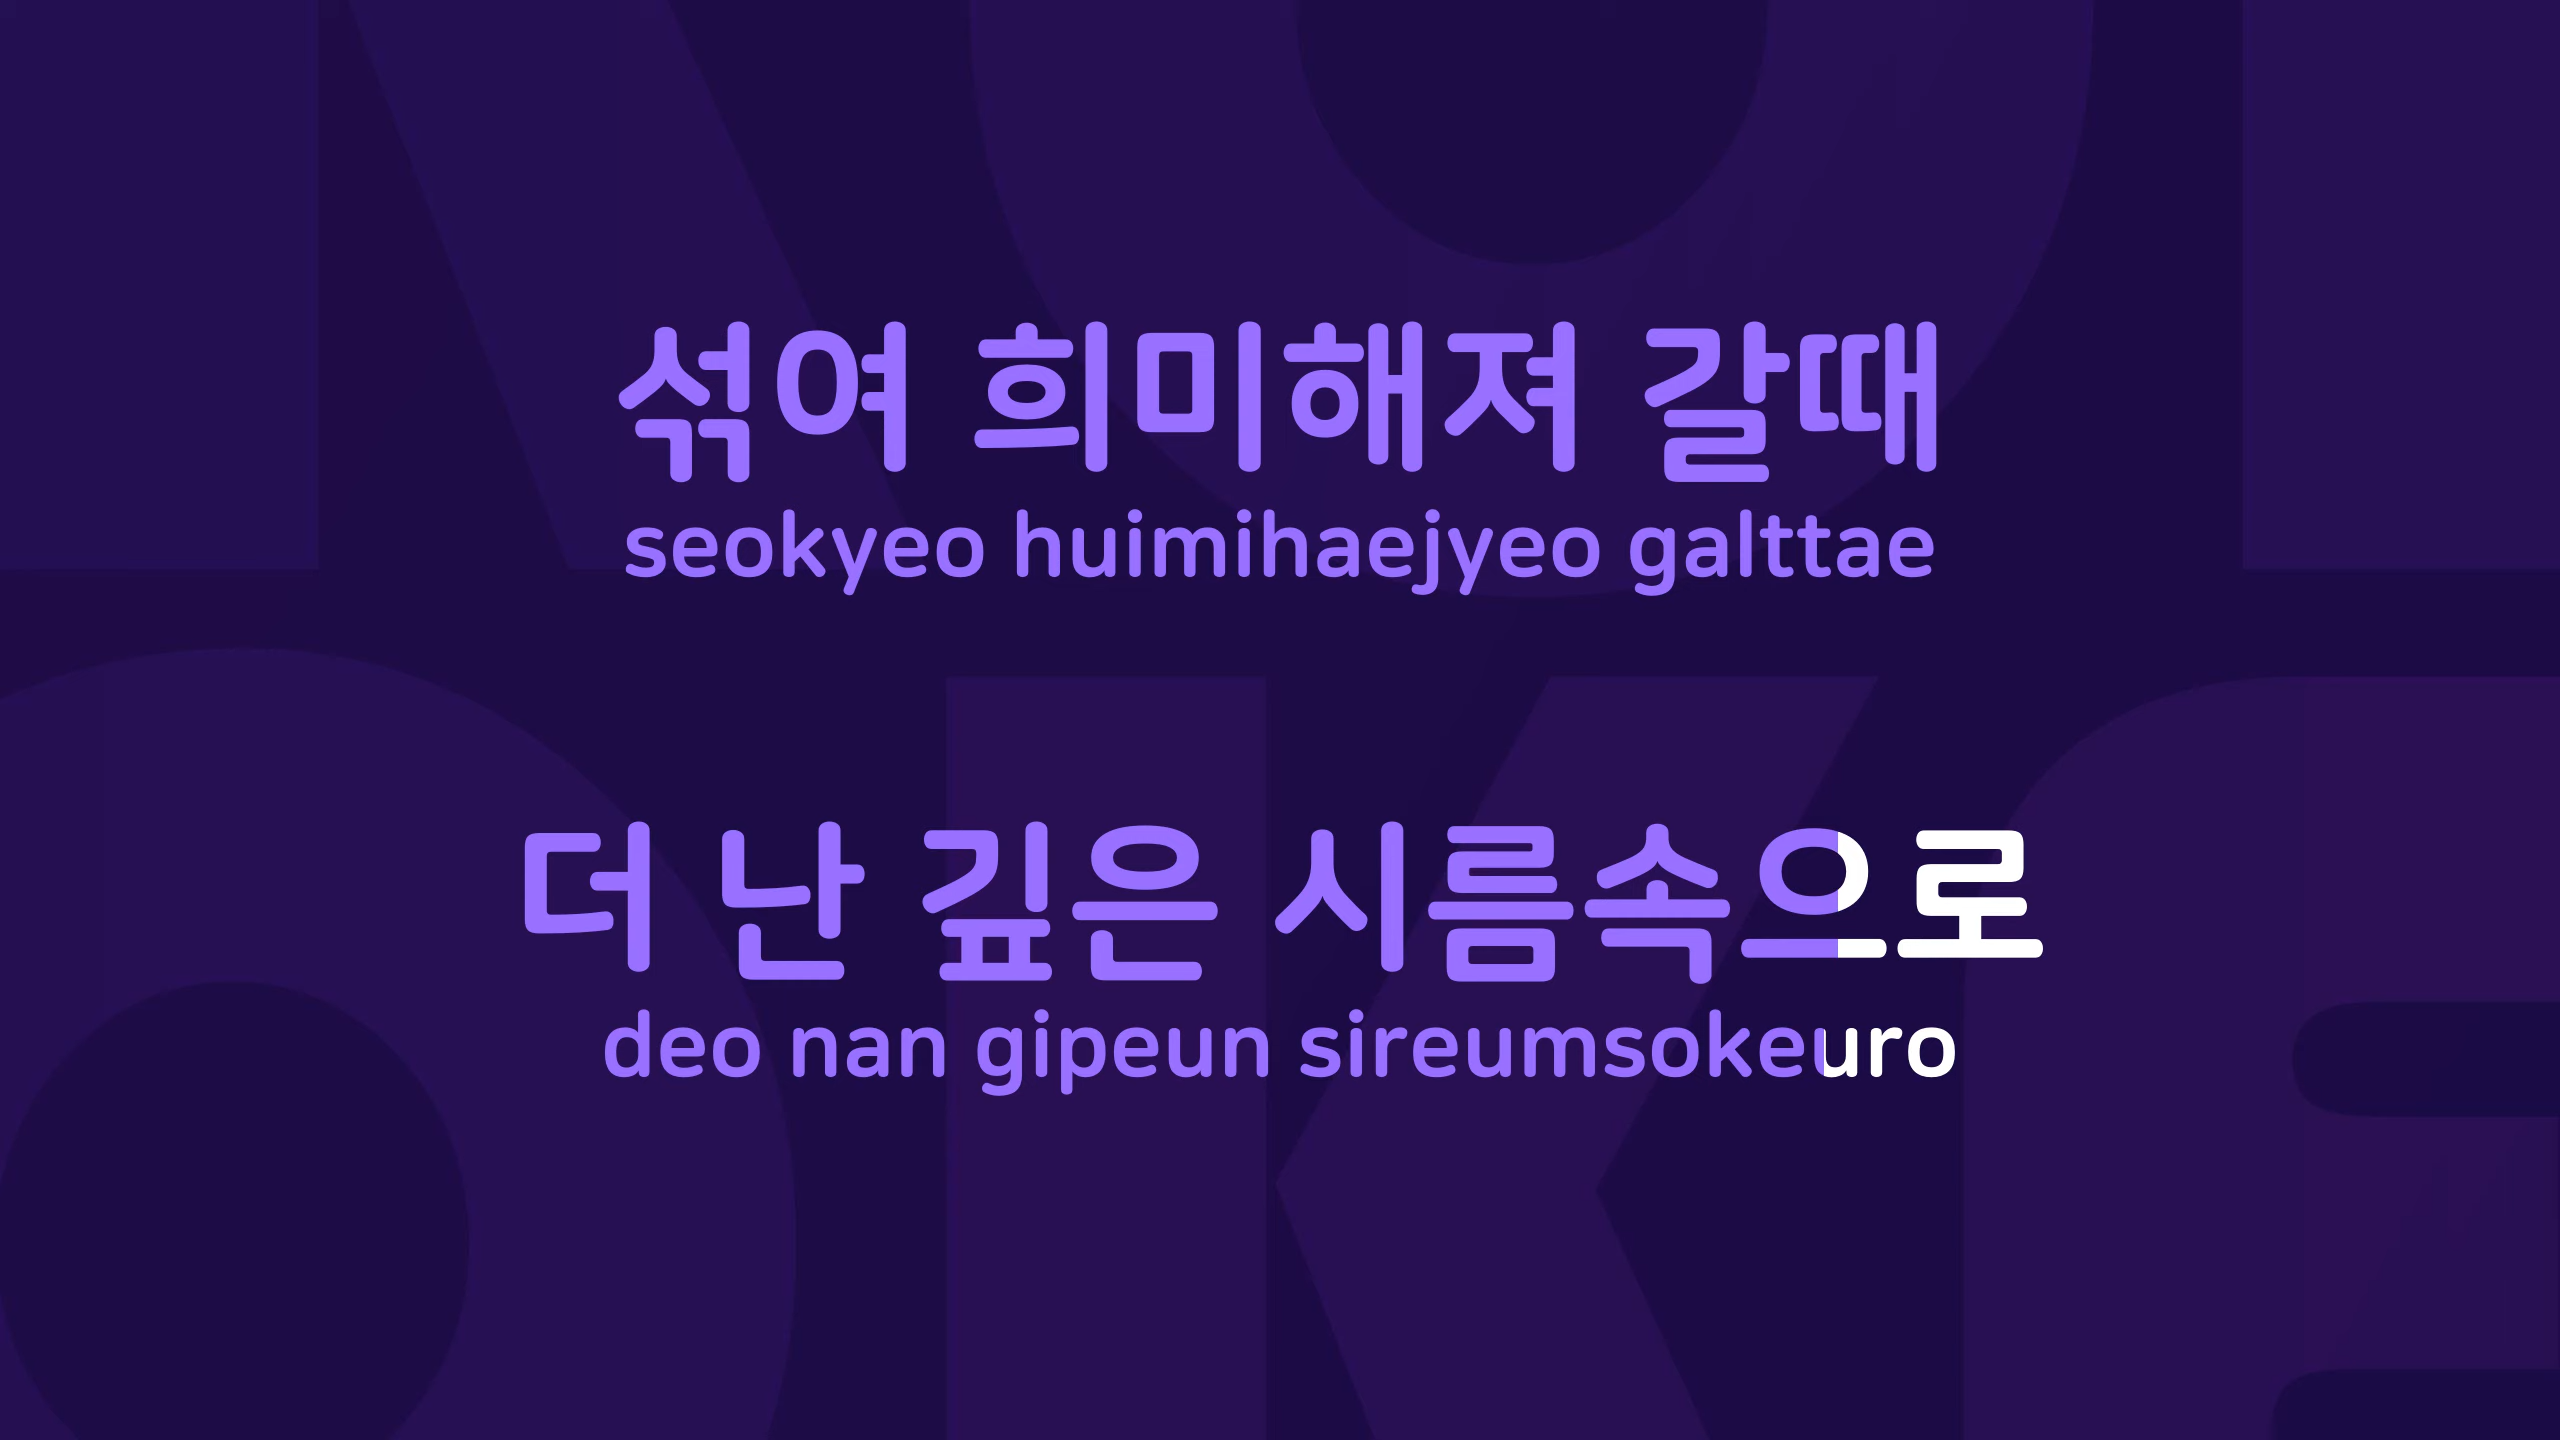 섞여 희미해져 갈때
seokyeo huimihaejyeo galttae
더 난 깊은 시름속으로
deo nan gipeun sireumsokeuro